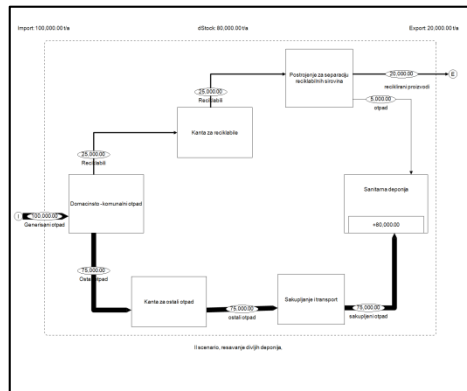 Import: 100,000.00 t/a
dStock: 80,000.00 t/a
Export: 20,000.00 t/a
Postrojenje za separaciju
reciklabilnih sirovina
20,000.00
E
reciklirani proizvodi
5,000.00
otpad
25,000.00
Reciklabili
Kanta za reciklabile
25,000.00
Reciklabili
Domacinstvo - komunalni otpad
Sanitarna deponija
+80,000.00
I
100,000.00
Generisani otpad
75,000.00
Ostali otpad
Kanta za ostali otpad
75,000.00
ostali otpad
Sakupljanje i transport
75,000.00
sakupljeni otpad
II scenario, resavanje divljih deponija,